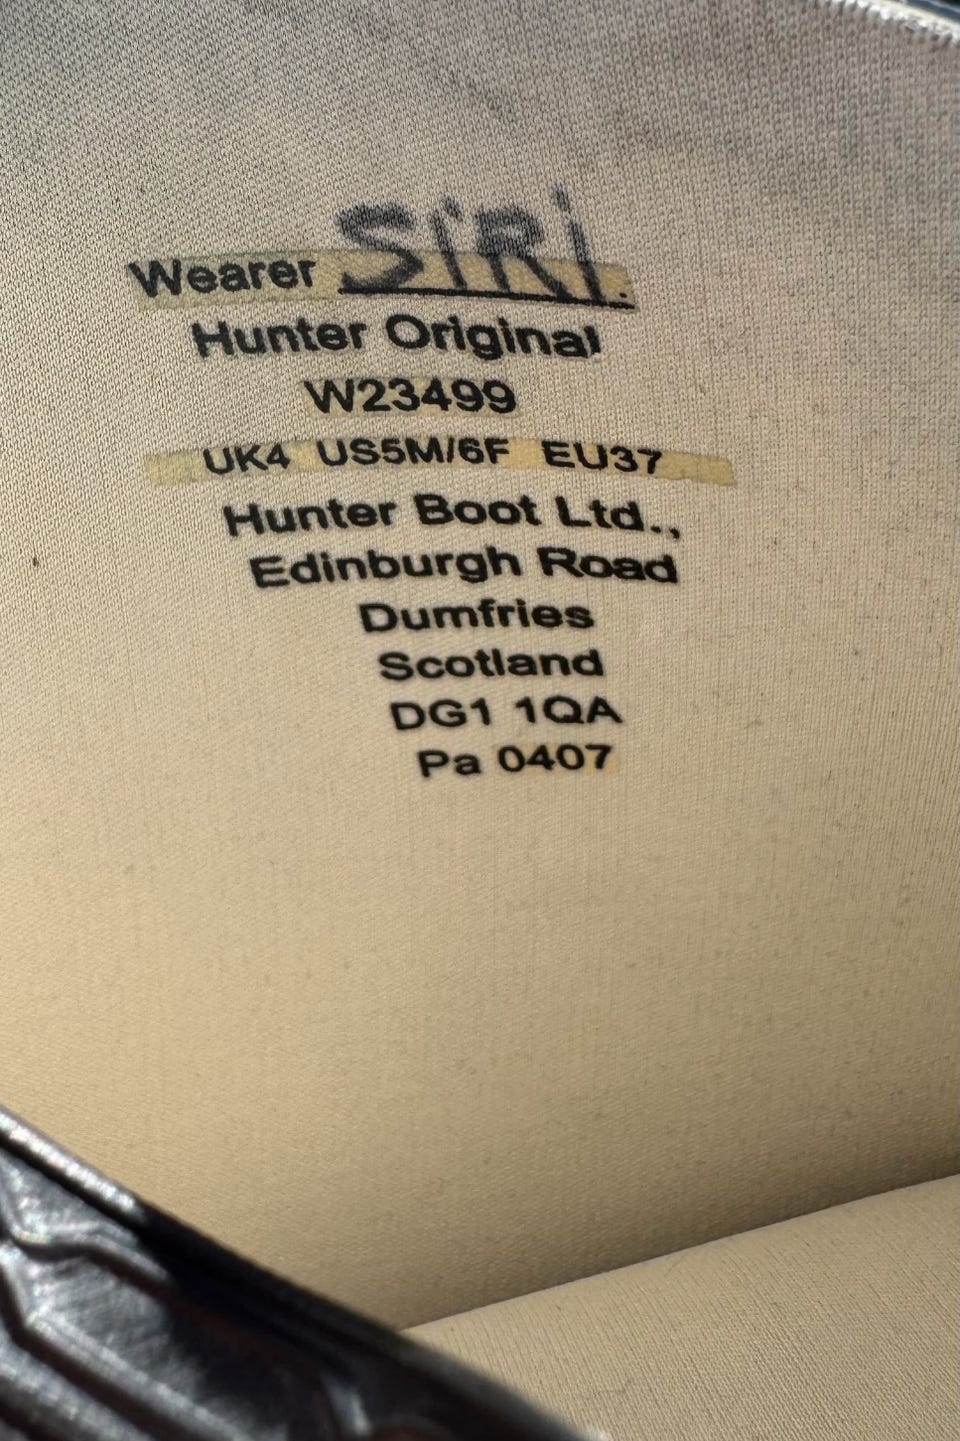 Wearer SiRi.
Hunter Original
W23499
UK4 US5M/6F EU37
Hunter Boot Ltd.,
Edinburgh Road
Dumfries
Scotland
DG1 1QA
Pa 0407